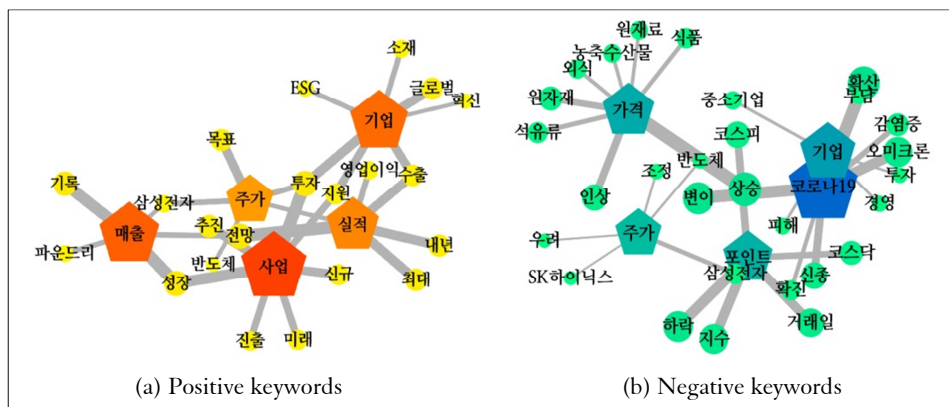 소재
ESG
글로벌
혁신
기업
목표
영업이익
기록
투자
지원
수출
삼성전자
주가
매출
추진
전망
실적
파운드리
반도체
사업
신규
내년
성장
최대
진출
미래
(a) Positive keywords
원재료
농축수산물
식품
외식
확산
부담
원자재
가격
중소기업
감염증
석유류
코스피
기업
오미크론
조정
반도체
투자
인상
변이
상승
코로나19
경영
우려
주가
피해
포인트
코스닥
SK하이닉스
삼성전자
신종
확진
하락
지수
거래일
(b) Negative keywords